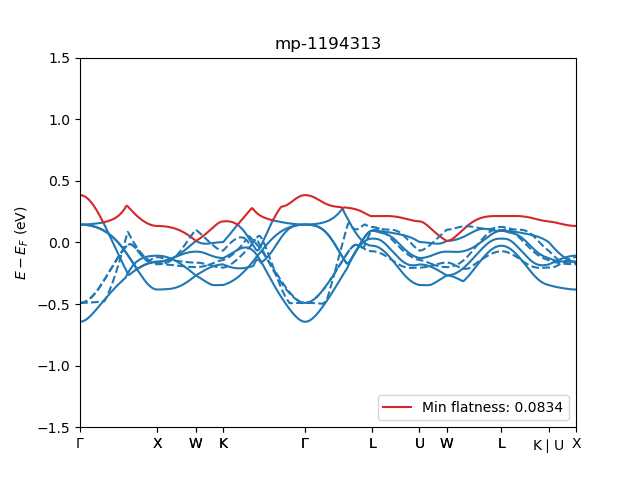 mp-1194313
E − E_F (eV)
1.5
1.0
0.5
0.0
−0.5
−1.0
−1.5
Min flatness: 0.0834
Γ X W K Γ L U W L K | U X